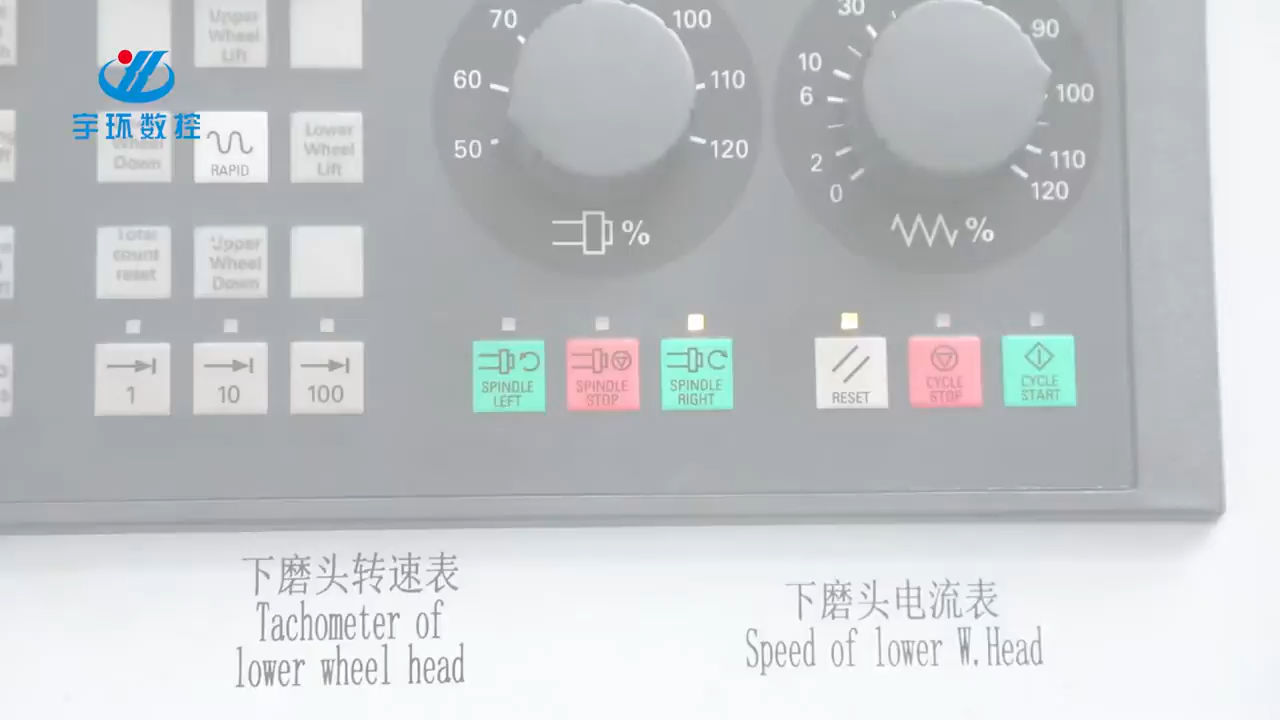 Upper
Wheel
Lift
宇环数控
Wheel
Down
RAPID
Lower
Wheel
Lift
Total
count
reset
Upper
Wheel
Down
1
10
100
70
100
60
110
50
120
%
30
90
10
6
100
2
110
0
120
%
SPINDLE
LEFT
SPINDLE
STOP
SPINDLE
RIGHT
RESET
CYCLE
STOP
CYCLE
START
下磨头转速表
Tachometer of
lower wheel head
下磨头电流表
Speed of lower W.Head